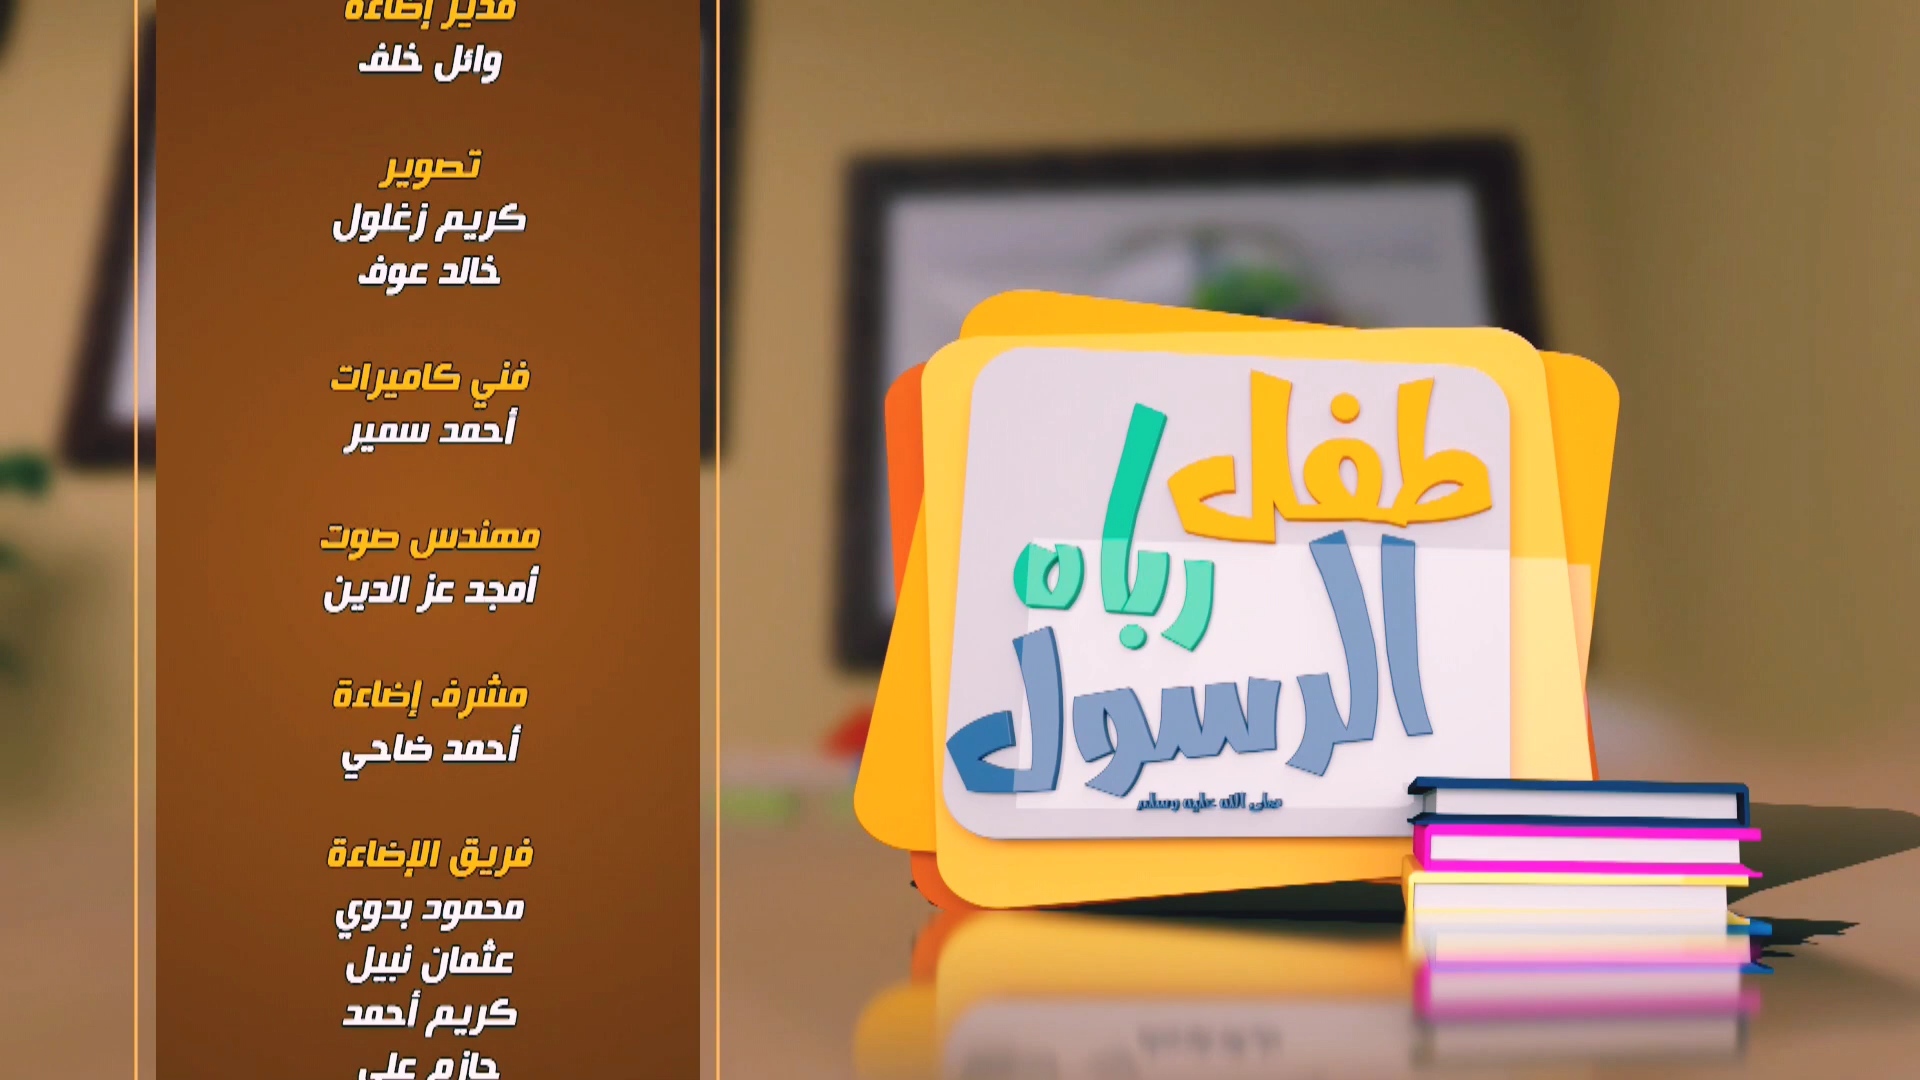 مدير إضاءة
وائل خلف
تصوير
كريم زغلول
خالد عوف
فني كاميرات
أحمد سمير
مهندس صوت
أمجد عز الدين
مشرف إضاءة
أحمد ضاحي
فريق الإضاءة
محمود بدوي
عثمان نبيل
كريم أحمد
حازم علي
طفل
رباه
الرسول
صلى الله عليه وسلم